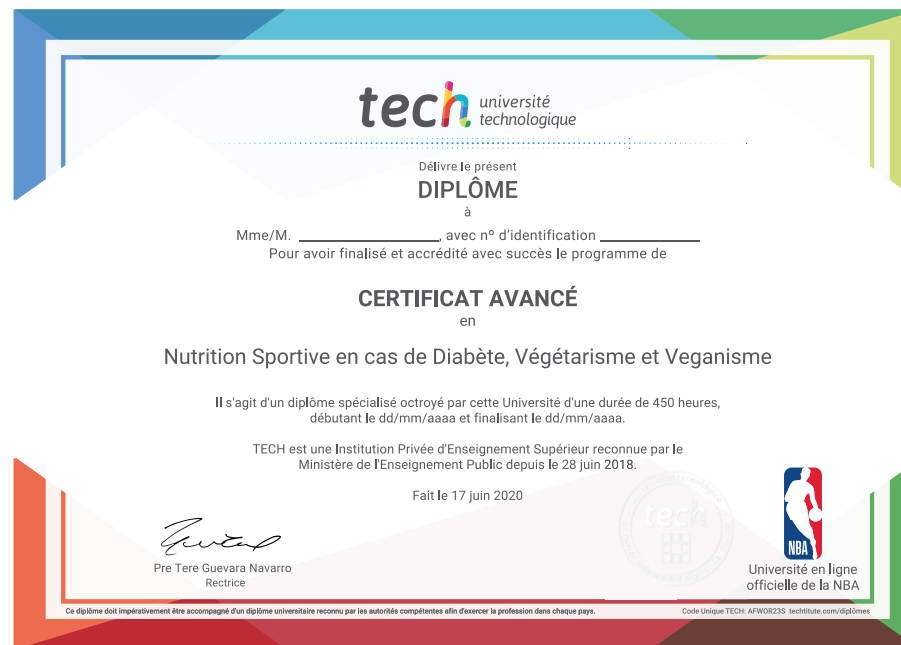 tech université
technologique
Délivre le présent
DIPLÔME
à
Mme/M. ____________________, avec nº d'identification ______________
Pour avoir finalisé et accrédité avec succès le programme de
CERTIFICAT AVANCÉ
en
Nutrition Sportive en cas de Diabète, Végétarisme et Veganisme
Il s'agit d'un diplôme spécialisé octroyé par cette Université d'une durée de 450 heures,
débutant le dd/mm/aaaa et finalisant le dd/mm/aaaa.
TECH est une Institution Privée d'Enseignement Supérieur reconnue par le
Ministère de l'Enseignement Public depuis le 28 juin 2018.
Fait le 17 juin 2020
tech
Pre Tere Guevara Navarro
Rectrice
NBA
Université en ligne
officielle de la NBA
Ce diplôme doit impérativement être accompagné d'un diplôme universitaire reconnu par les autorités compétentes afin d'exercer la profession dans chaque pays.
Code Unique TECH: AFWOR23S techtitute.com/diplômes